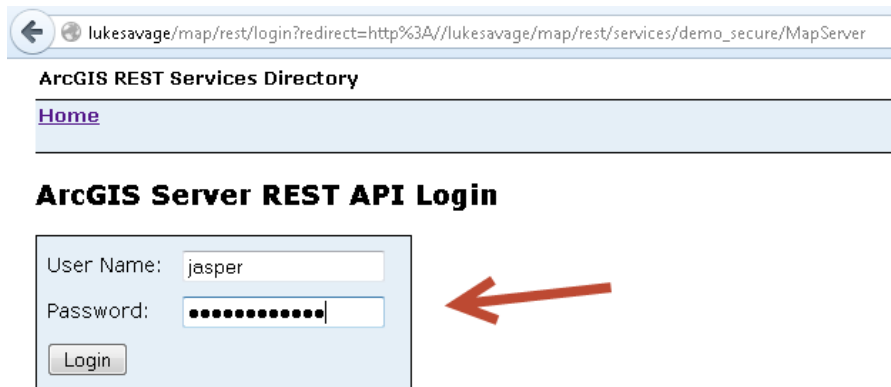 lukesavage/map/rest/login?redirect=http%3A//lukesavage/map/rest/services/demo_secure/MapServer
ArcGIS REST Services Directory
Home
ArcGIS Server REST API Login
User Name: jasper
Password: ●●●●●●●●●●●●
Login